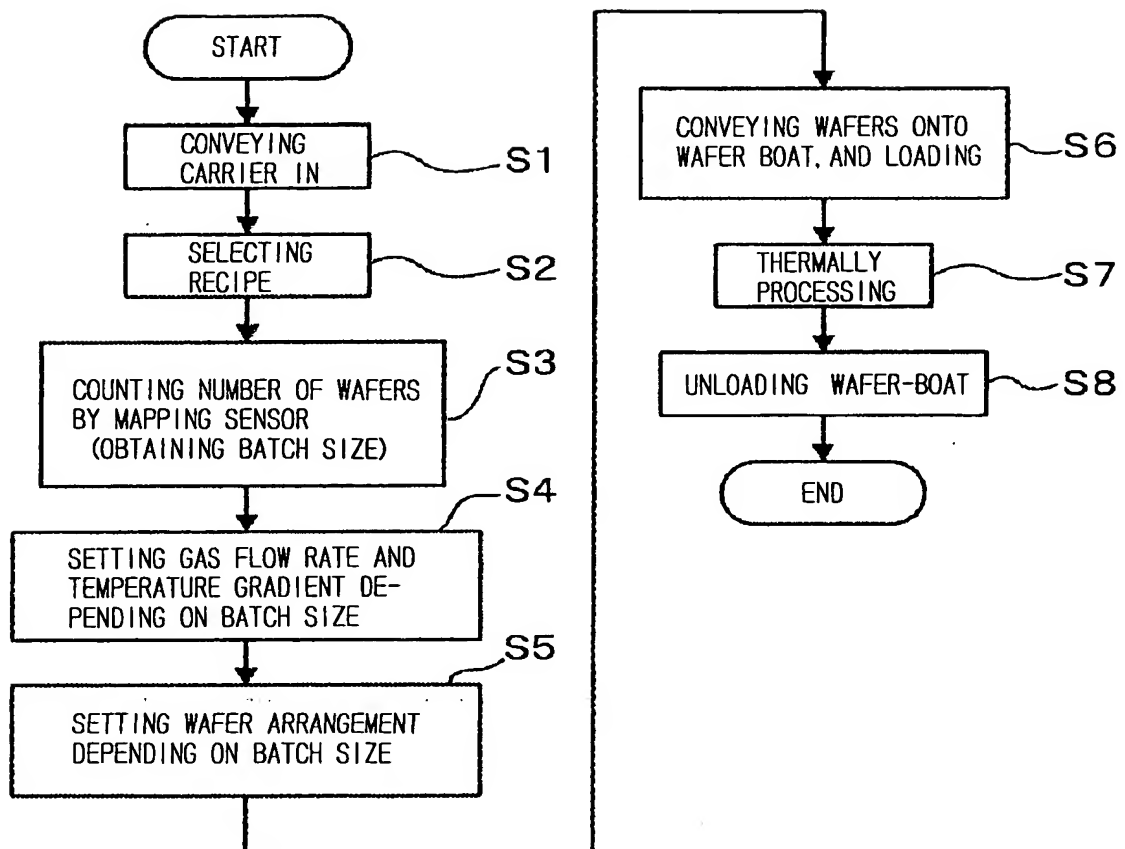 START
CONVEYING
CARRIER IN
S1
SELECTING
RECIPE
S2
COUNTING NUMBER OF WAFERS
BY MAPPING SENSOR
(OBTAINING BATCH SIZE)
S3
SETTING GAS FLOW RATE AND
TEMPERATURE GRADIENT DE-
PENDING ON BATCH SIZE
S4
SETTING WAFER ARRANGEMENT
DEPENDING ON BATCH SIZE
S5
CONVEYING WAFERS ONTO
WAFER BOAT, AND LOADING
S6
THERMALLY
PROCESSING
S7
UNLOADING WAFER-BOAT
S8
END